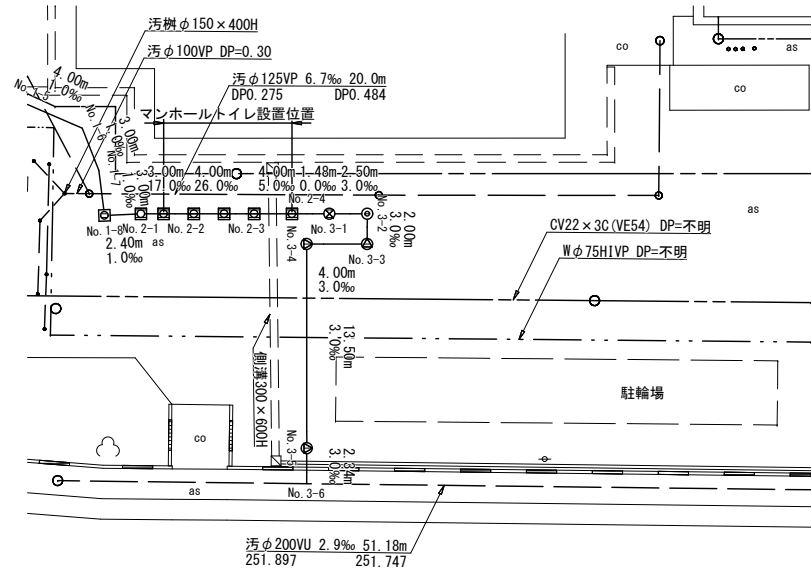 汚桝φ150×400H
汚φ100VP DP=0.30
汚φ125VP 6.7‰ 20.0m
DP0.275 DP0.484
マンホールトイレ設置位置
co
as
co
4.00m
1.0‰
No.1-5
No.1-6
3.00m
1.0‰
No.1-7
3.00m
1.0‰
3.00m 4.00m 4.00m 1.48m 2.50m
17.0‰ 26.0‰ 5.0‰ 0.0‰ 3.0‰
No.2-4
No.1-8 No.2-1 No.2-2 No.2-3 No.3-1
No.3-2
2.00m
3.0‰
No.3-4
No.3-3
2.40m
1.0‰
as
as
4.00m
3.0‰
CV22×3C(VE54) DP=不明
Wφ75HIVP DP=不明
13.50m
3.0‰
側溝300×600H
駐輪場
co
No.3-5
2.34m
3.0‰
as
No.3-6
汚φ200VU 2.9‰ 51.18m
251.897 251.747